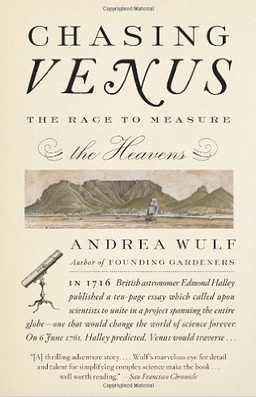 Copyrighted material
CHASING
VENUS
THE RACE TO MEASURE
the Heavens
ANDREA WULF
Author of FOUNDING GARDENERS
IN 1716 British astronomer Edmond Halley
published a ten-page essay which called upon
scientists to unite in a project spanning the entire
globe—one that would change the world of science forever.
On 6 June 1761, Halley predicted, Venus would traverse . . .
"[A] thrilling adventure story. . . . Wulf's marvelous eye for detail
and talent for simplifying complex science make the book . . .
well worth reading." —San Francisco Chronicle
Copyrighted material